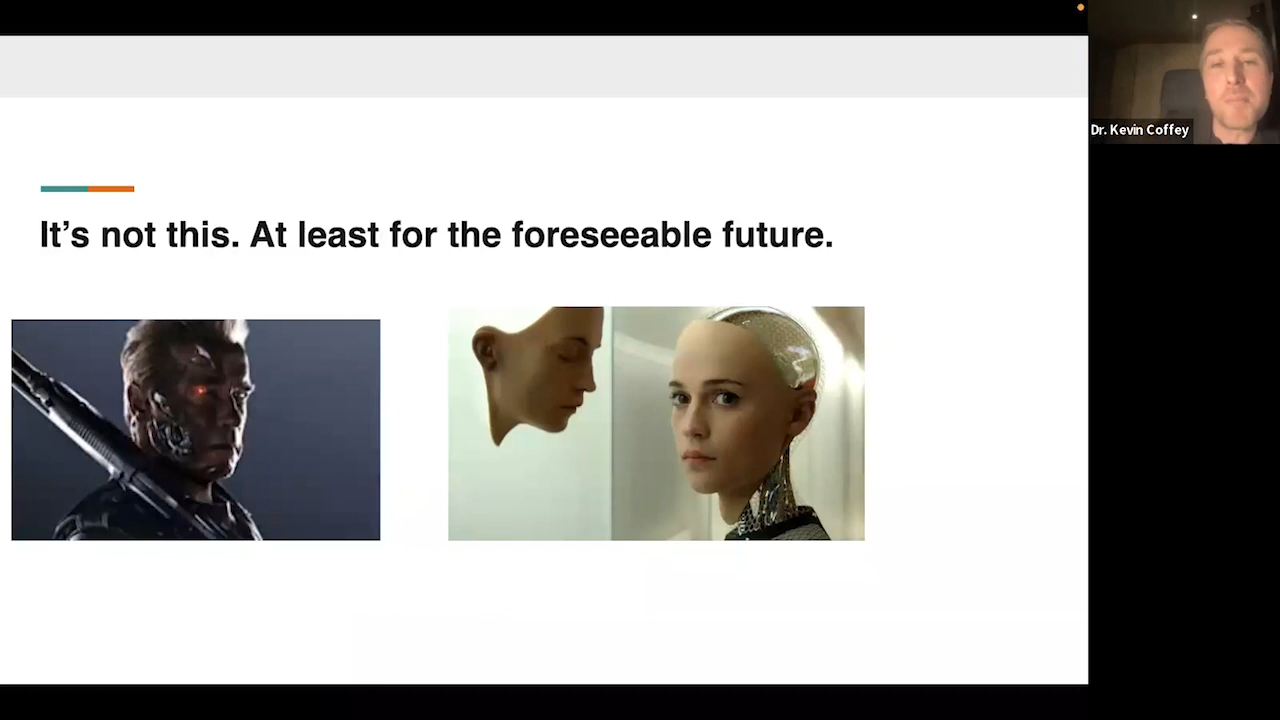 Dr. Kevin Coffey
It’s not this. At least for the foreseeable future.